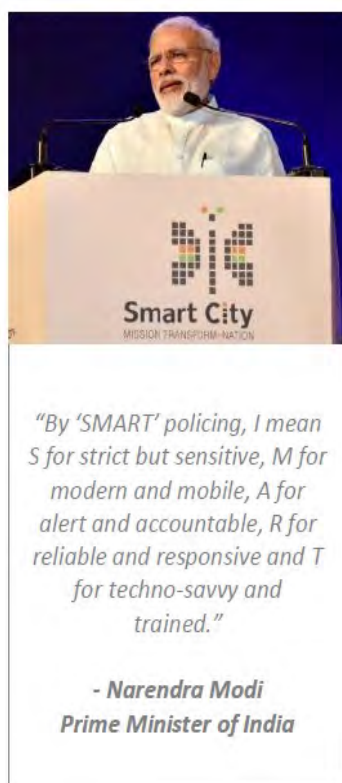 Smart City
MISSION TRANSFORM-NATION
“By ‘SMART’ policing, I mean
S for strict but sensitive, M for
modern and mobile, A for
alert and accountable, R for
reliable and responsive and T
for techno-savvy and
trained.”
- Narendra Modi
Prime Minister of India